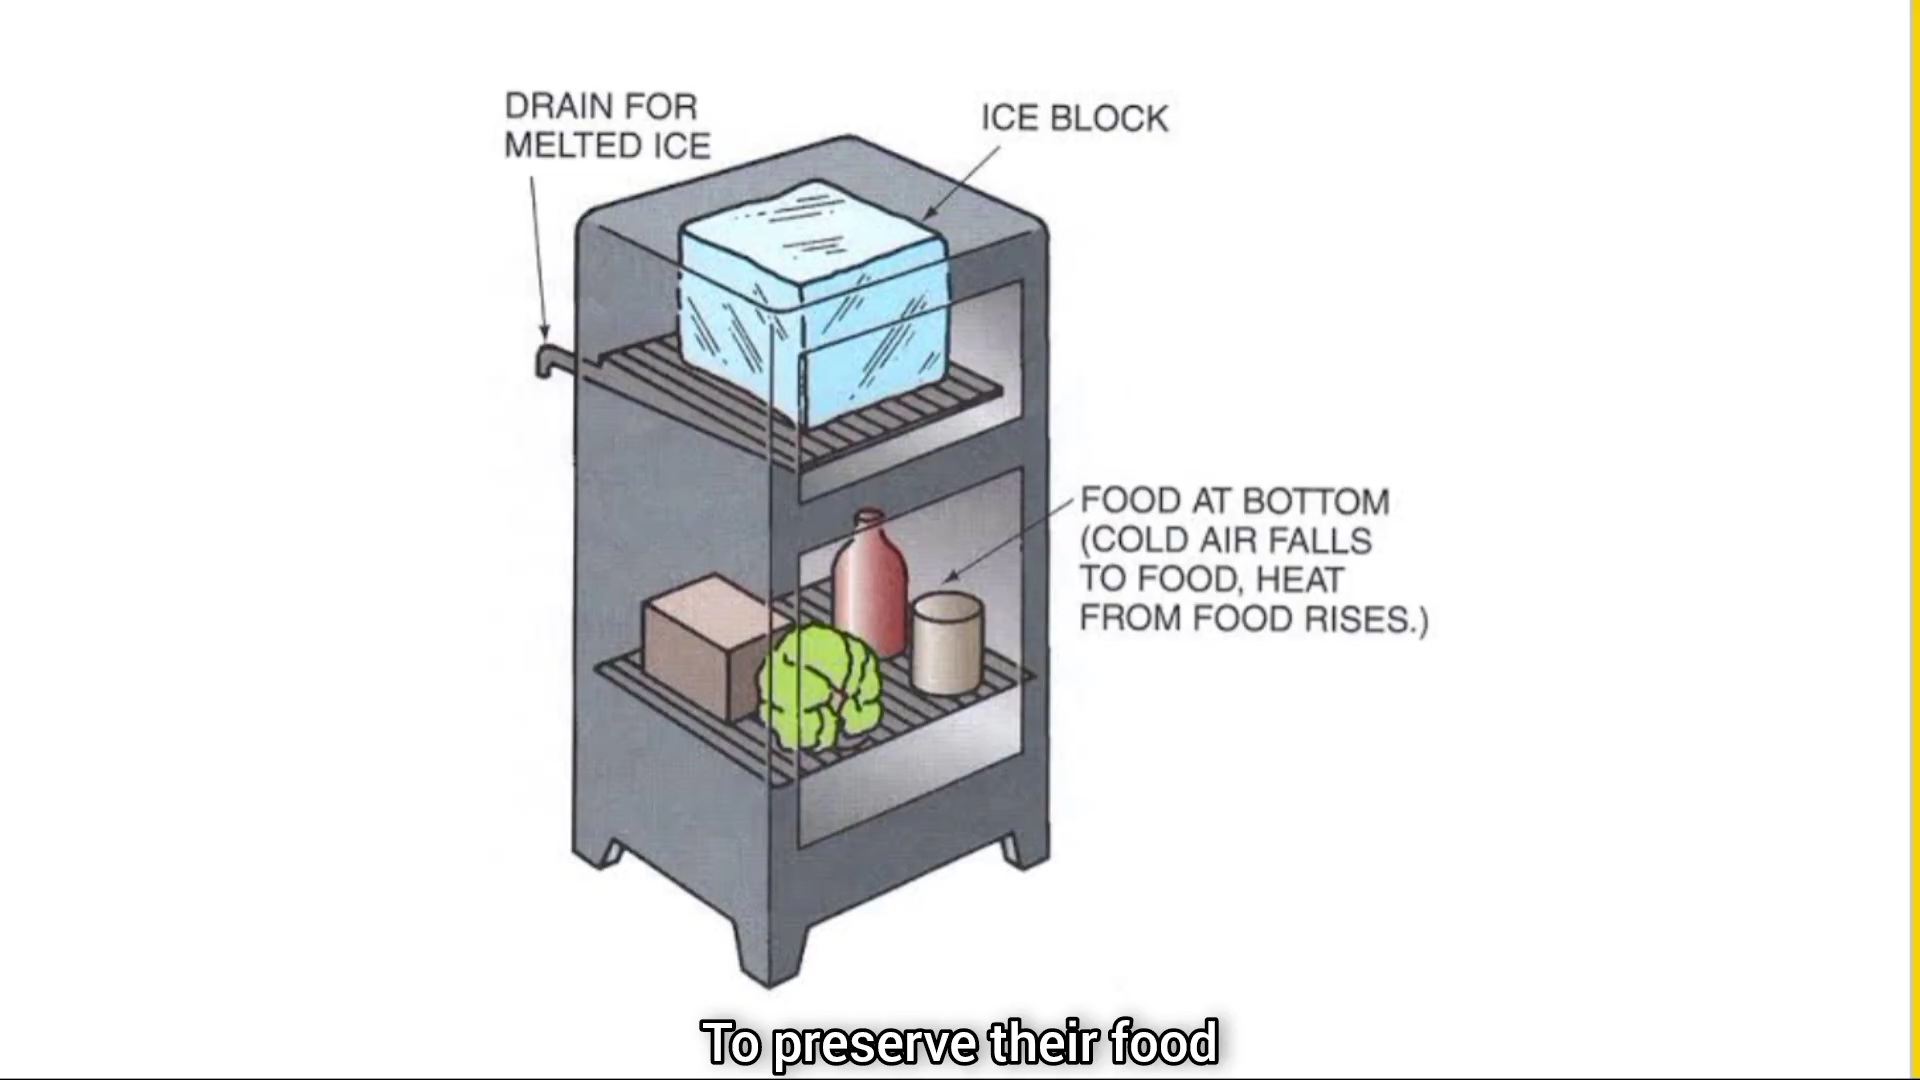 DRAIN FOR
MELTED ICE
ICE BLOCK
FOOD AT BOTTOM
(COLD AIR FALLS
TO FOOD, HEAT
FROM FOOD RISES.)
To preserve their food